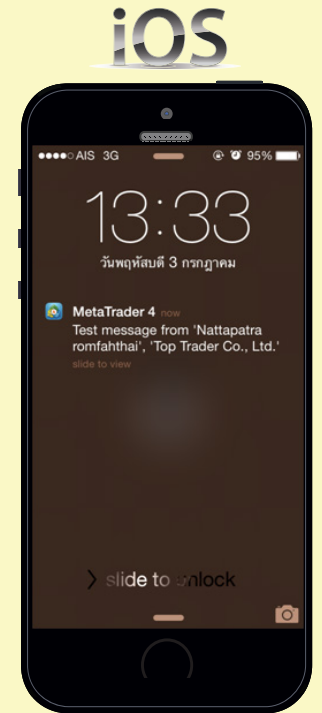 iOS
AIS 3G 95%
13:33
วันพฤหัสบดี 3 กรกฎาคม
MetaTrader 4 now
Test message from 'Nattapatra
romfahthai', 'Top Trader Co., Ltd.'
slide to view
slide to unlock